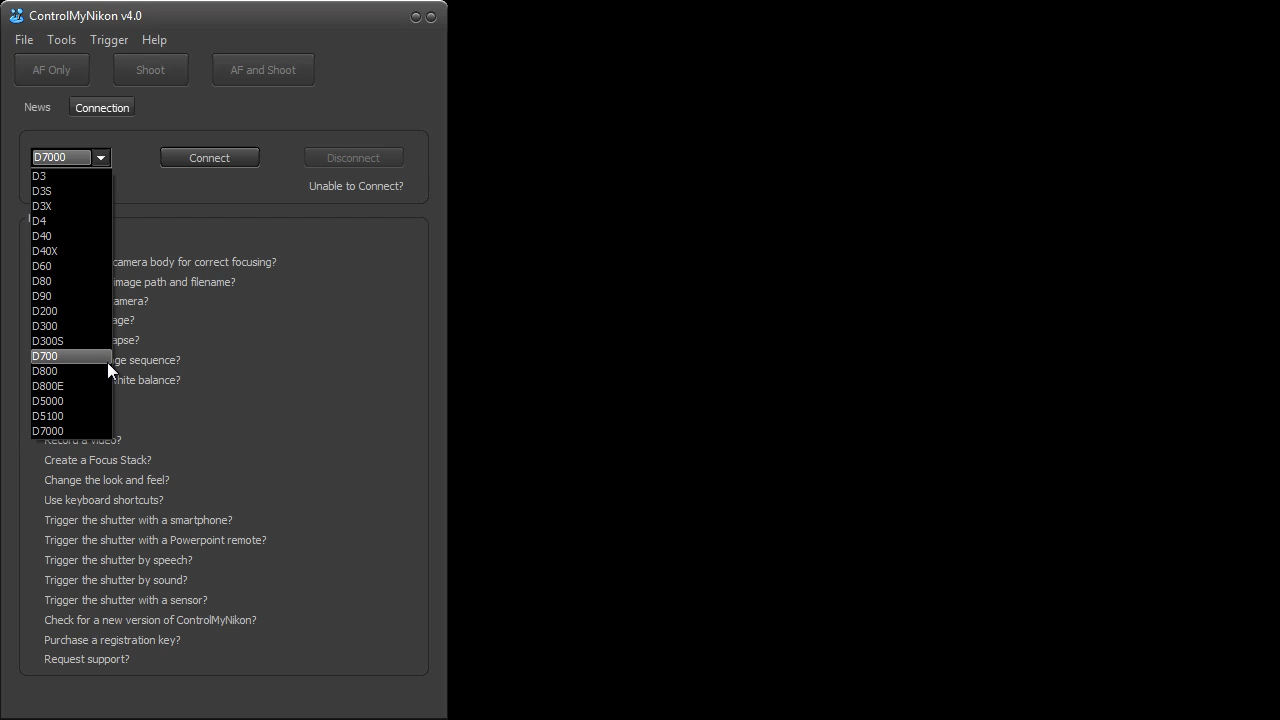 ControlMyNikon v4.0
File Tools Trigger Help
AF Only Shoot AF and Shoot
News Connection
D7000 Connect Disconnect
Unable to Connect?
D3
D3S
D3X
D4
D40
D40X
D60
D80
D90
D200
D300
D300S
D700
D800
D800E
D5000
D5100
D7000
camera body for correct focusing?
image path and filename?
camera?
sequence?
balance?
Record a video?
Create a Focus Stack?
Change the look and feel?
Use keyboard shortcuts?
Trigger the shutter with a smartphone?
Trigger the shutter with a Powerpoint remote?
Trigger the shutter by speech?
Trigger the shutter by sound?
Trigger the shutter with a sensor?
Check for a new version of ControlMyNikon?
Purchase a registration key?
Request support?